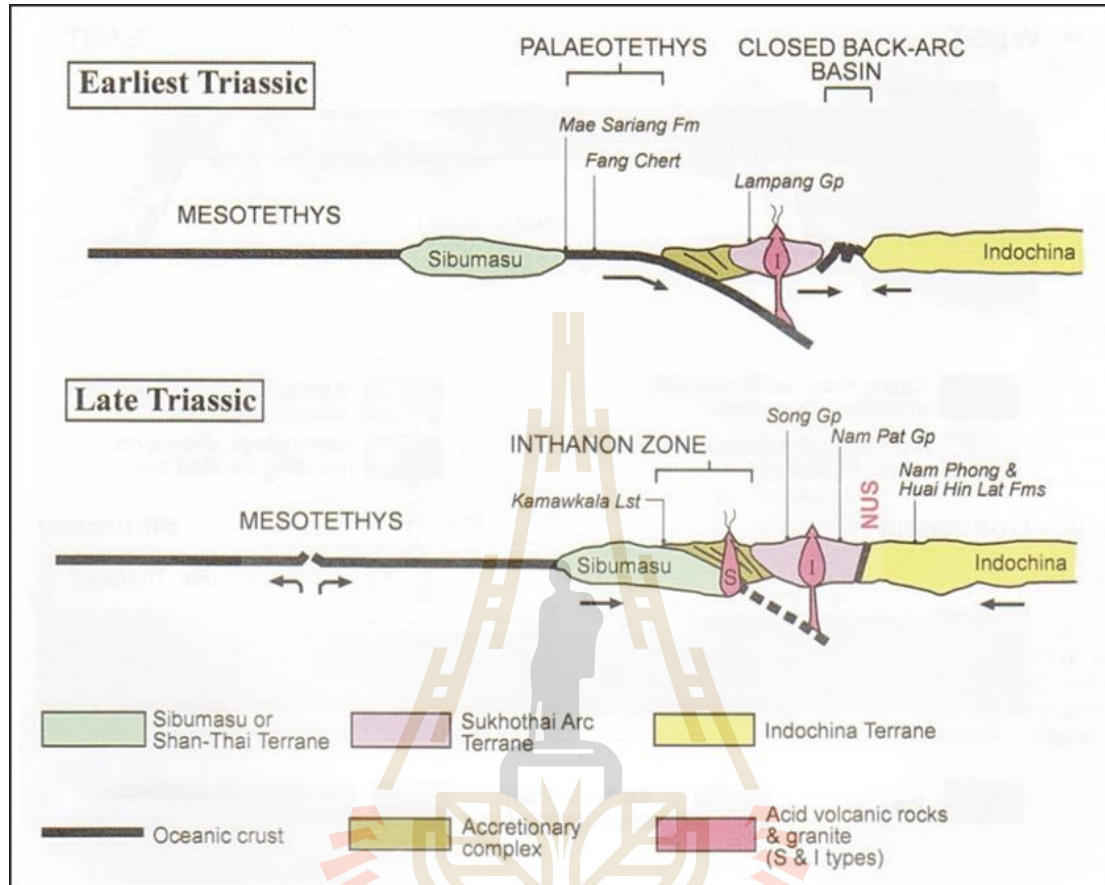 PALAEOTETHYS
CLOSED BACK-ARC
BASIN
Earliest Triassic
Mae Sariang Fm
Fang Chert
Lampang Gp
MESOTETHYS
Sibumasu
I
Indochina
Late Triassic
Song Gp
INTHANON ZONE
Nam Pat Gp
Nam Phong &
Huai Hin Lat Fms
NUS
Kamawkala Lst
MESOTETHYS
Sibumasu
S
I
Indochina
Sibumasu or
Shan-Thai Terrane
Sukhothai Arc
Terrane
Indochina Terrane
Oceanic crust
Accretionary
complex
Acid volcanic rocks
& granite
(S & I types)